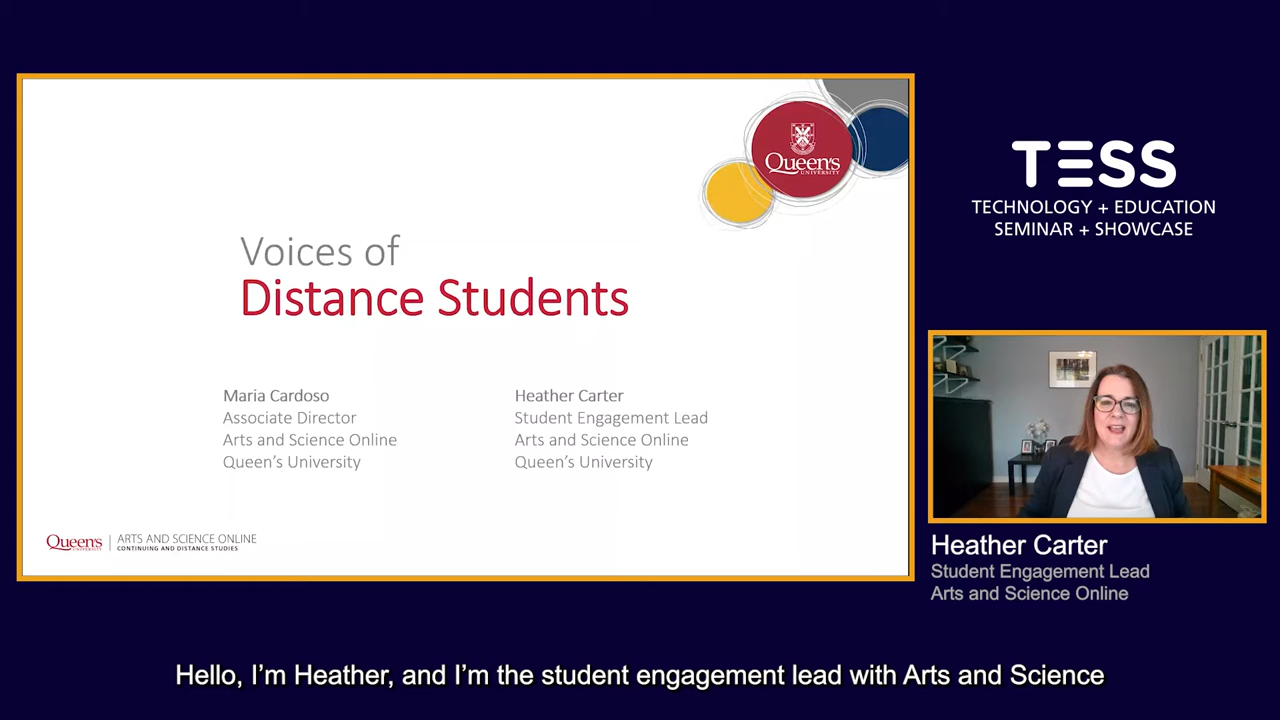 Queen's
UNIVERSITY
Voices of
Distance Students
Maria Cardoso
Associate Director
Arts and Science Online
Queen's University
Heather Carter
Student Engagement Lead
Arts and Science Online
Queen's University
Queen's
UNIVERSITY
ARTS AND SCIENCE ONLINE
CONTINUING AND DISTANCE STUDIES
TESS
TECHNOLOGY + EDUCATION
SEMINAR + SHOWCASE
Heather Carter
Student Engagement Lead
Arts and Science Online
Hello, I'm Heather, and I'm the student engagement lead with Arts and Science